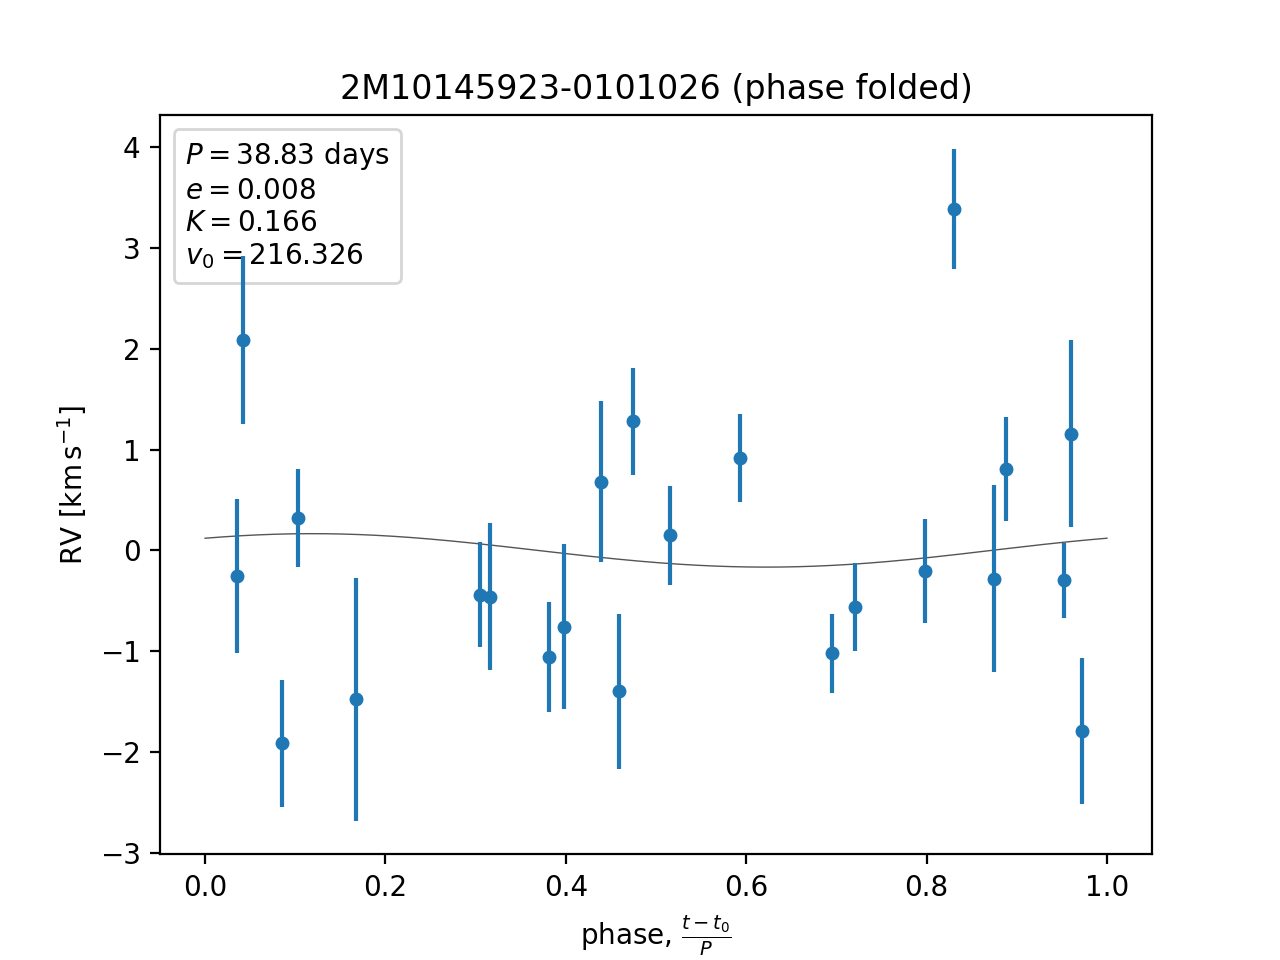 2M10145923-0101026 (phase folded)
P = 38.83 days
e = 0.008
K = 0.166
v₀ = 216.326
4
3
2
1
0
−1
−2
−3
RV [km s⁻¹]
0.0 0.2 0.4 0.6 0.8 1.0
phase, (t − t₀)/P